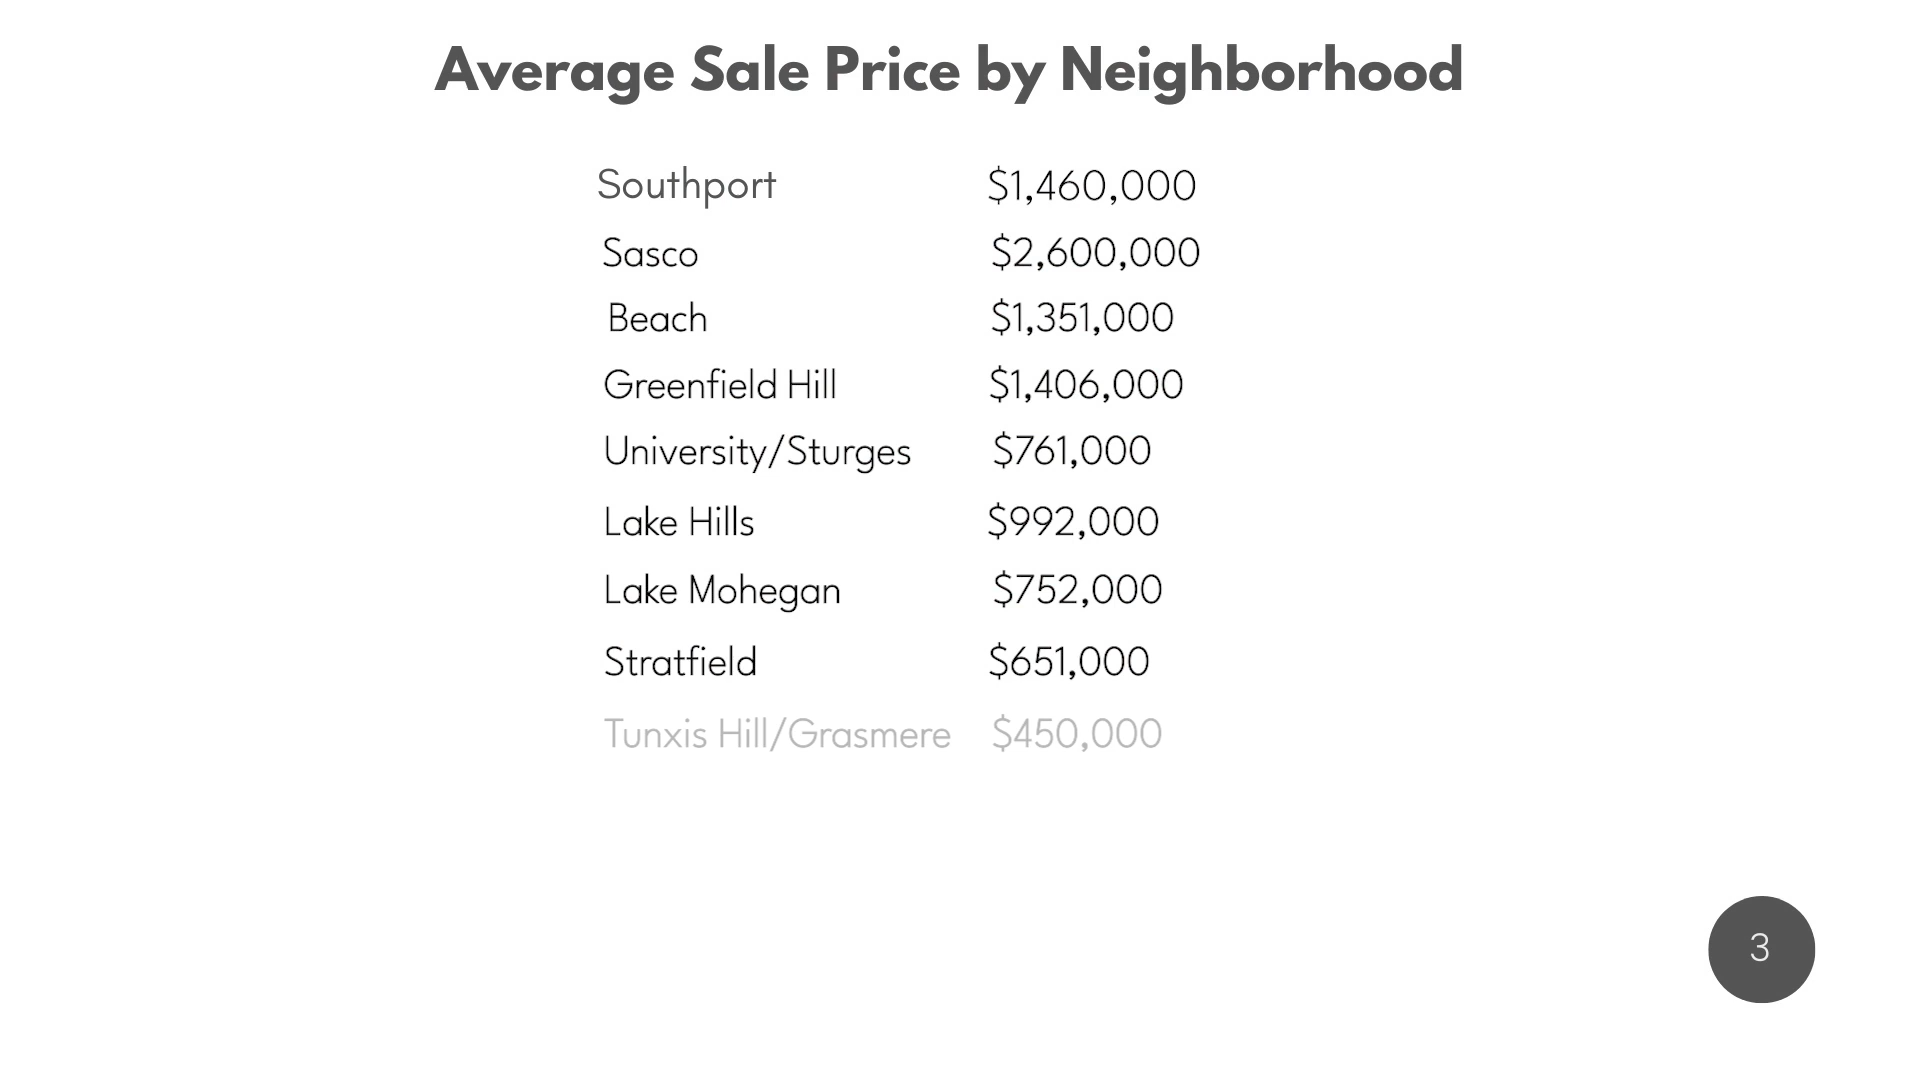 Average Sale Price by Neighborhood
Southport $1,460,000
Sasco $2,600,000
Beach $1,351,000
Greenfield Hill $1,406,000
University/Sturges $761,000
Lake Hills $992,000
Lake Mohegan $752,000
Stratfield $651,000
Tunxis Hill/Grasmere $450,000
3